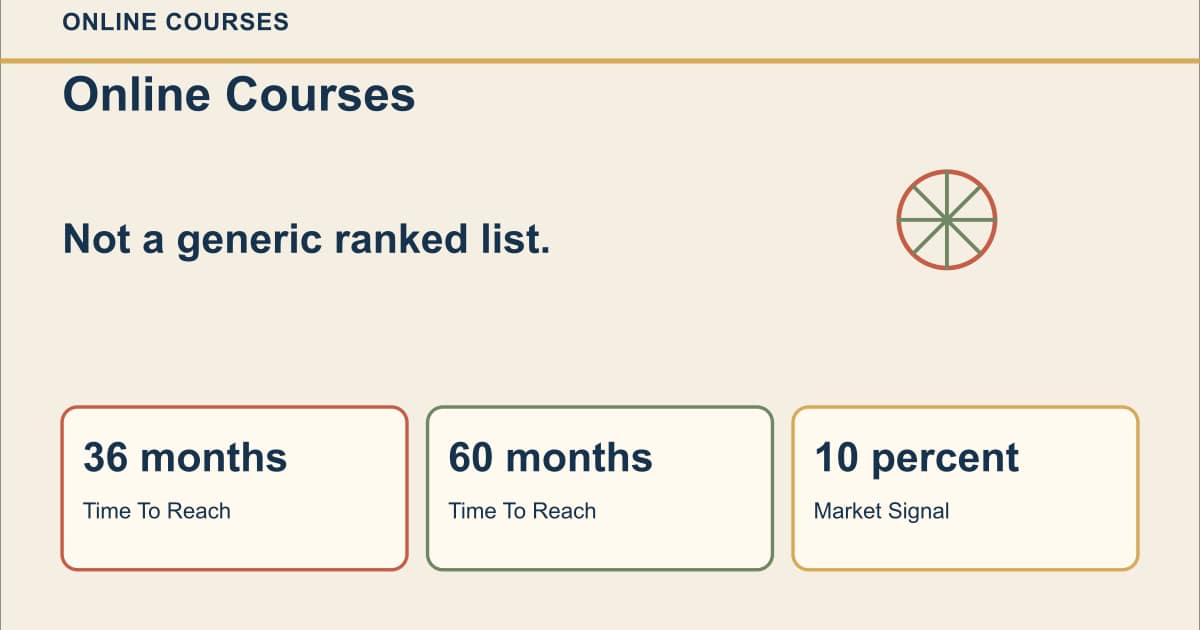 ONLINE COURSES
Online Courses
Not a generic ranked list.
36 months
Time To Reach
60 months
Time To Reach
10 percent
Market Signal